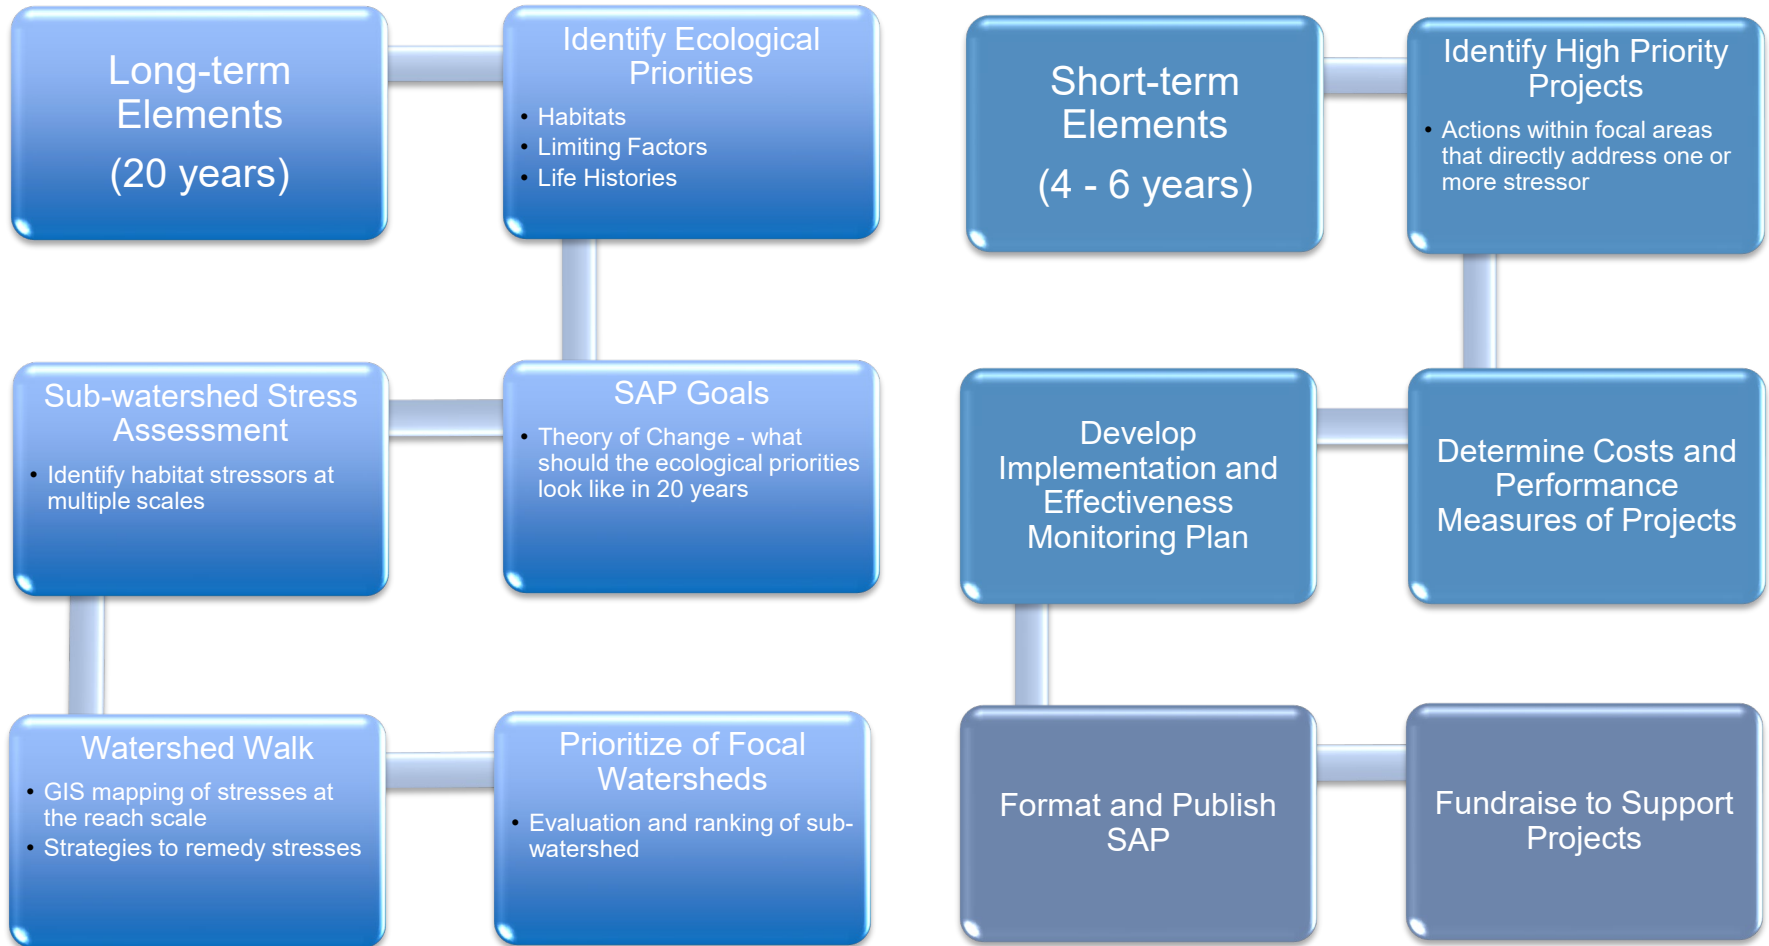 Long-term
Elements
(20 years)
Identify Ecological
Priorities
• Habitats
• Limiting Factors
• Life Histories
SAP Goals
• Theory of Change - what
should the ecological priorities
look like in 20 years
Sub-watershed Stress
Assessment
• Identify habitat stressors at
multiple scales
Watershed Walk
• GIS mapping of stresses at
the reach scale
• Strategies to remedy stresses
Prioritize of Focal
Watersheds
• Evaluation and ranking of sub-
watershed
Short-term
Elements
(4 - 6 years)
Identify High Priority
Projects
• Actions within focal areas
that directly address one or
more stressor
Determine Costs and
Performance
Measures of Projects
Develop
Implementation and
Effectiveness
Monitoring Plan
Format and Publish
SAP
Fundraise to Support
Projects